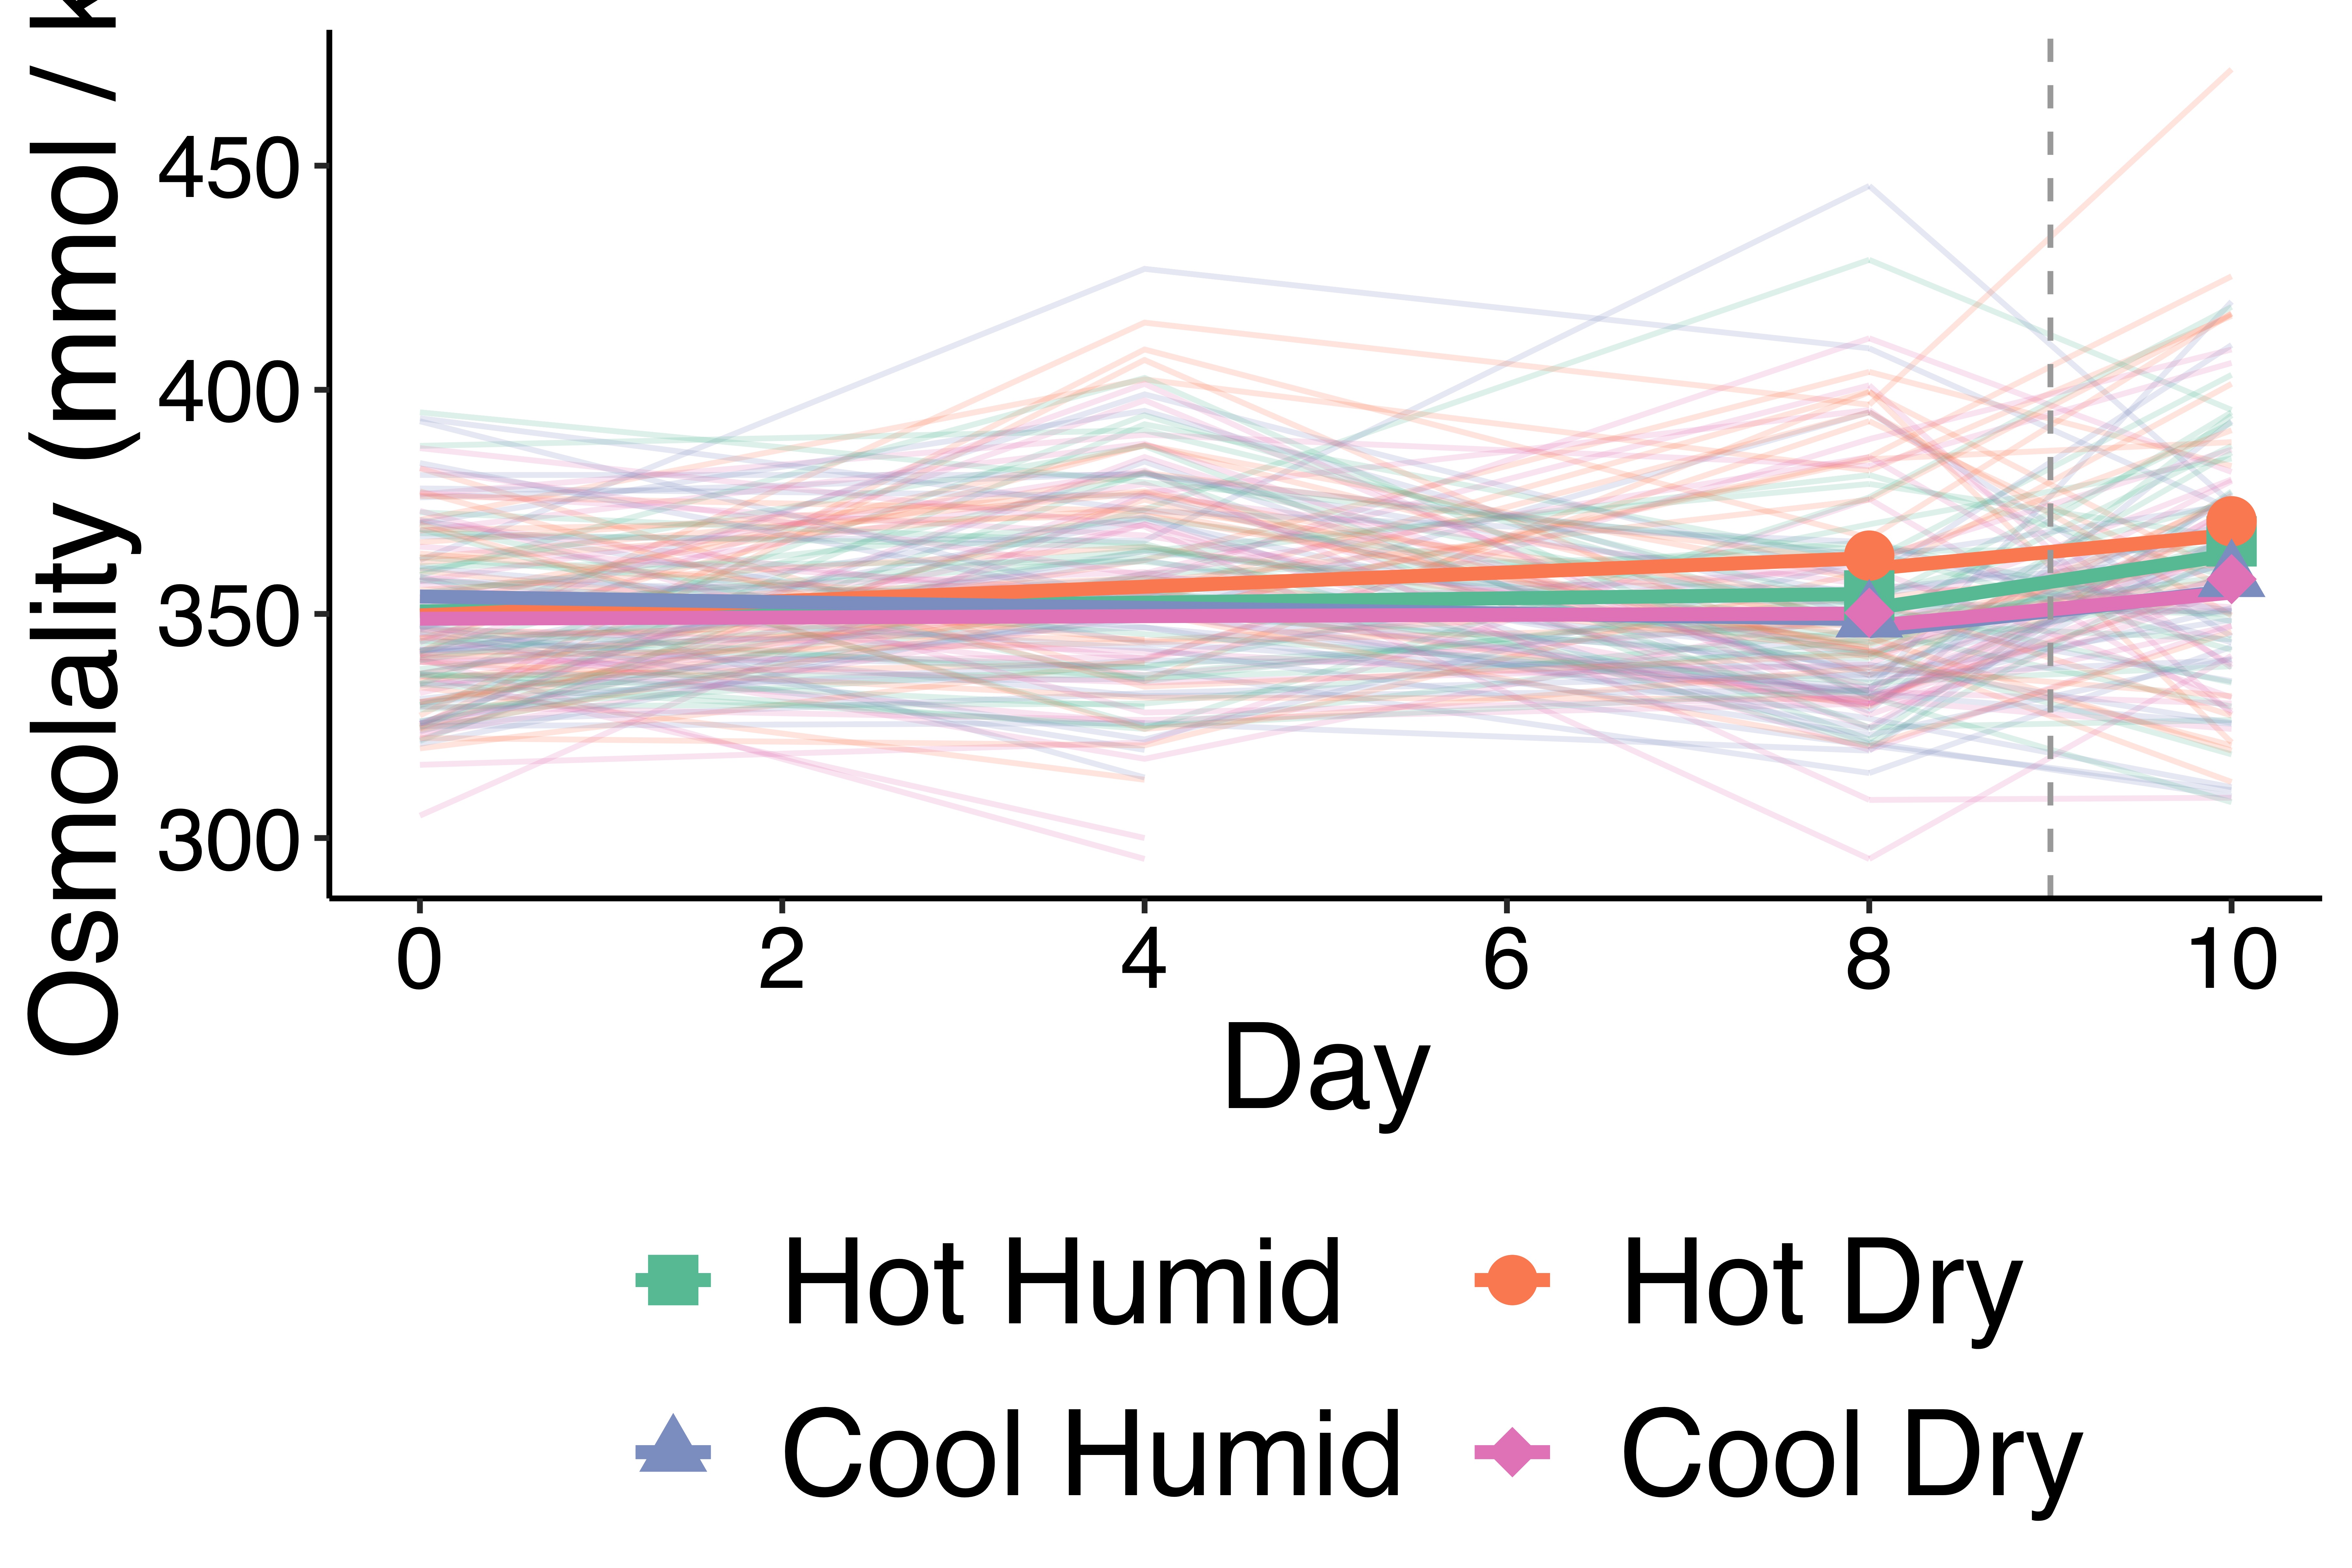 Osmolality (mmol / k
450
400
350
300
0 2 4 6 8 10
Day
Hot Humid Hot Dry
Cool Humid Cool Dry